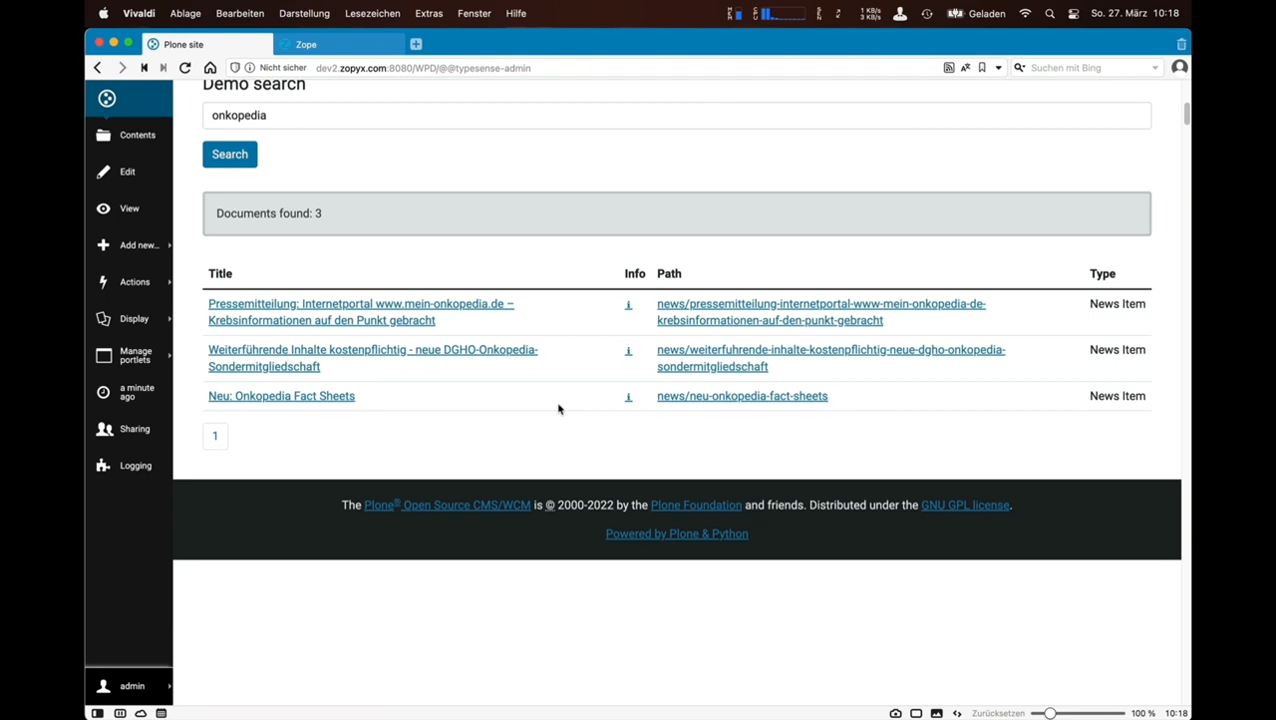 Vivaldi Ablage Bearbeiten Darstellung Lesezeichen Extras Fenster Hilfe 1 KB/s 3 KB/s Geladen So. 27. März 10:18
Plone site Zope
Nicht sicher dev2.zopyx.com:8080/WPD/@@typesense-admin Suchen mit Bing
Demo search
onkopedia
Search
Documents found: 3
Title Info Path Type
Pressemitteilung: Internetportal www.mein-onkopedia.de –
Krebsinformationen auf den Punkt gebracht
i
news/pressemitteilung-internetportal-www-mein-onkopedia-de-
krebsinformationen-auf-den-punkt-gebracht
News Item
Weiterführende Inhalte kostenpflichtig - neue DGHO-Onkopedia-
Sondermitgliedschaft
i
news/weiterfuhrende-inhalte-kostenpflichtig-neue-dgho-onkopedia-
sondermitgliedschaft
News Item
Neu: Onkopedia Fact Sheets i news/neu-onkopedia-fact-sheets News Item
1
The Plone® Open Source CMS/WCM is © 2000-2022 by the Plone Foundation and friends. Distributed under the GNU GPL license.
Powered by Plone & Python
Contents
Edit
View
Add new...
Actions
Display
Manage
portlets
a minute
ago
Sharing
Logging
admin
Zurücksetzen 100 % 10:18